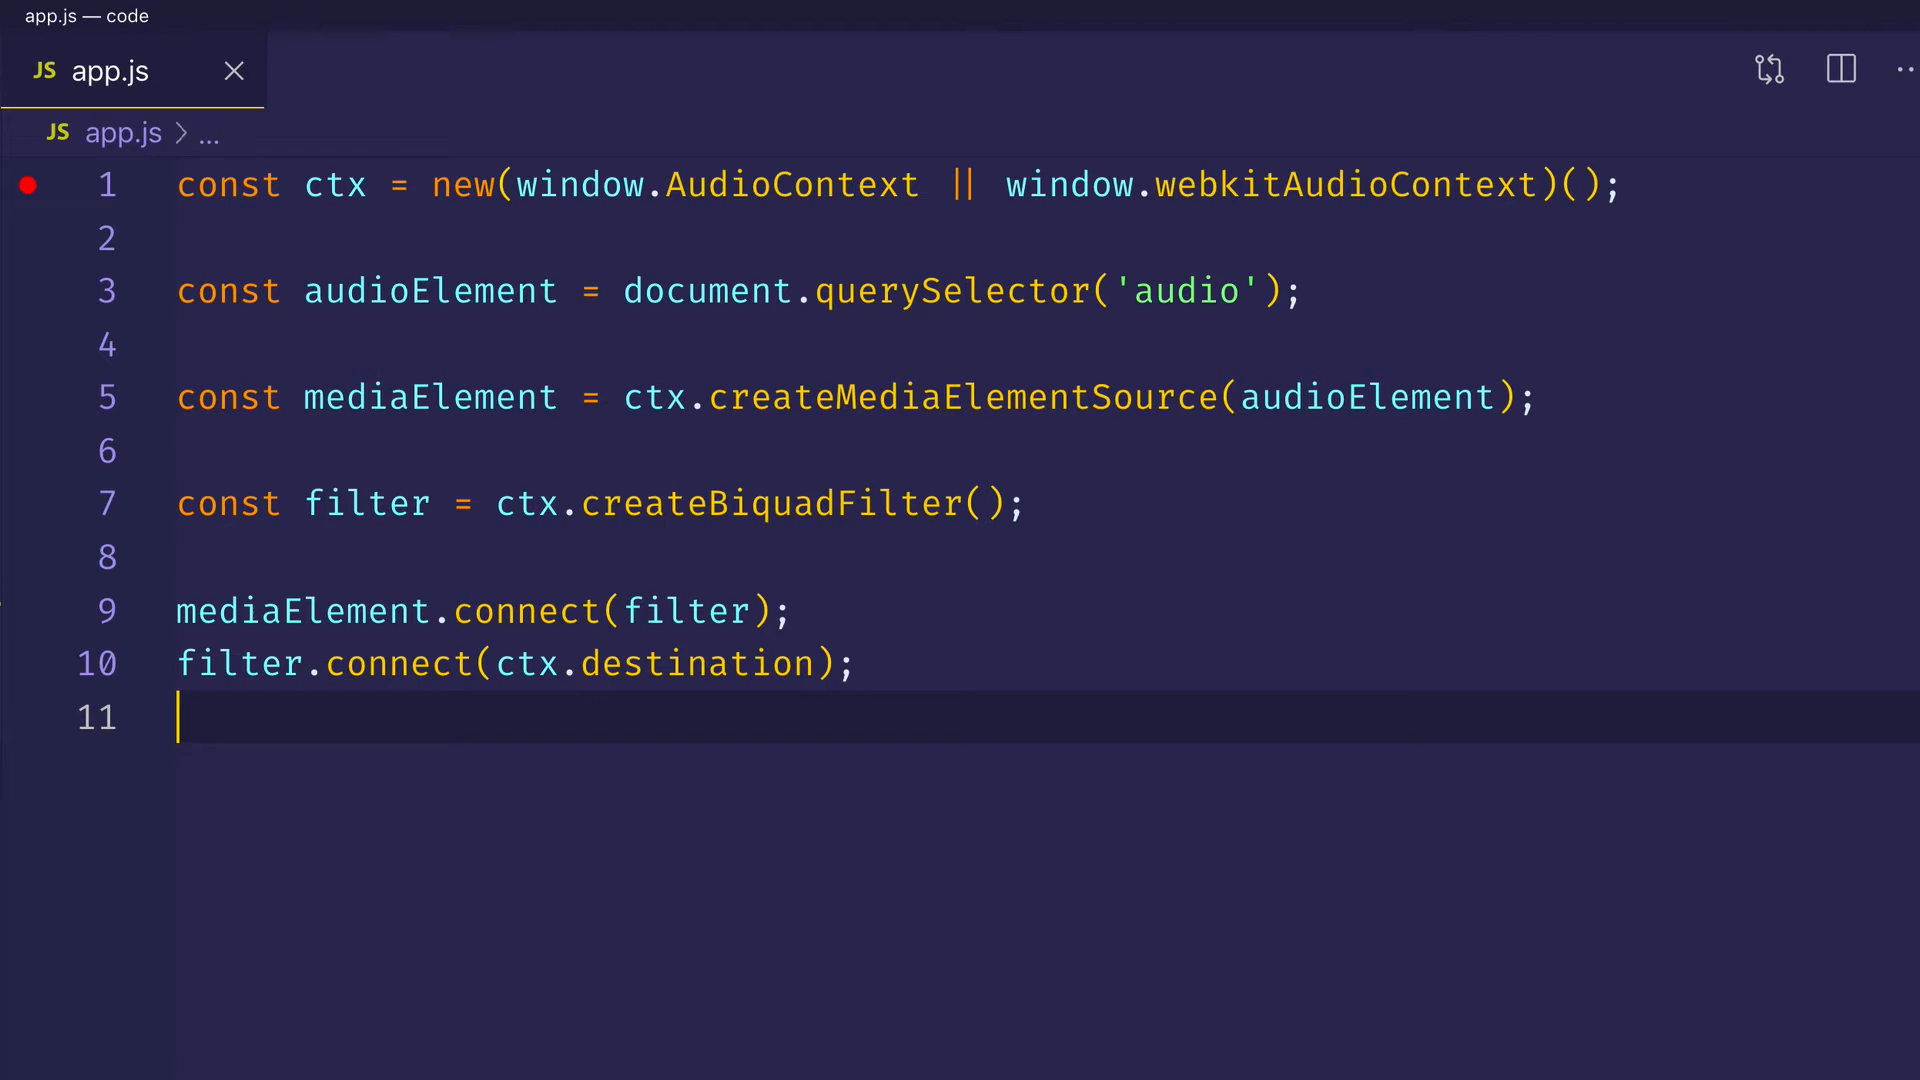 app.js — code
JS app.js
JS app.js > ...
1 const ctx = new(window.AudioContext || window.webkitAudioContext)();
2
3 const audioElement = document.querySelector('audio');
4
5 const mediaElement = ctx.createMediaElementSource(audioElement);
6
7 const filter = ctx.createBiquadFilter();
8
9 mediaElement.connect(filter);
10 filter.connect(ctx.destination);
11